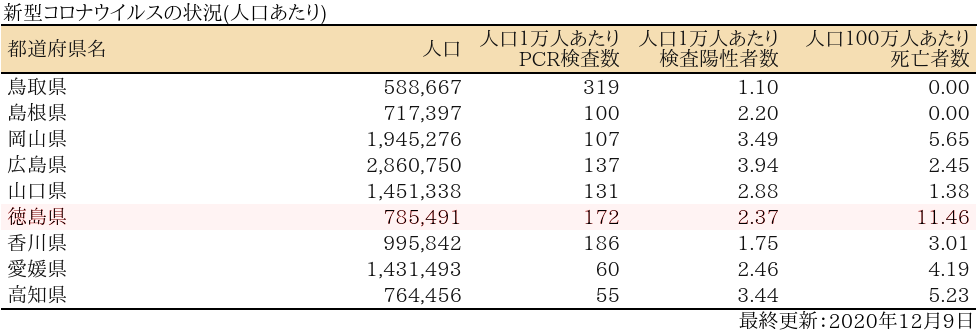 新型コロナウイルスの状況(人口あたり)
都道府県名 人口 人口1万人あたり PCR検査数 人口1万人あたり 検査陽性者数 人口100万人あたり 死亡者数
鳥取県 588,667 319 1.10 0.00
島根県 717,397 100 2.20 0.00
岡山県 1,945,276 107 3.49 5.65
広島県 2,860,750 137 3.94 2.45
山口県 1,451,338 131 2.88 1.38
徳島県 785,491 172 2.37 11.46
香川県 995,842 186 1.75 3.01
愛媛県 1,431,493 60 2.46 4.19
高知県 764,456 55 3.44 5.23
最終更新：2020年12月9日